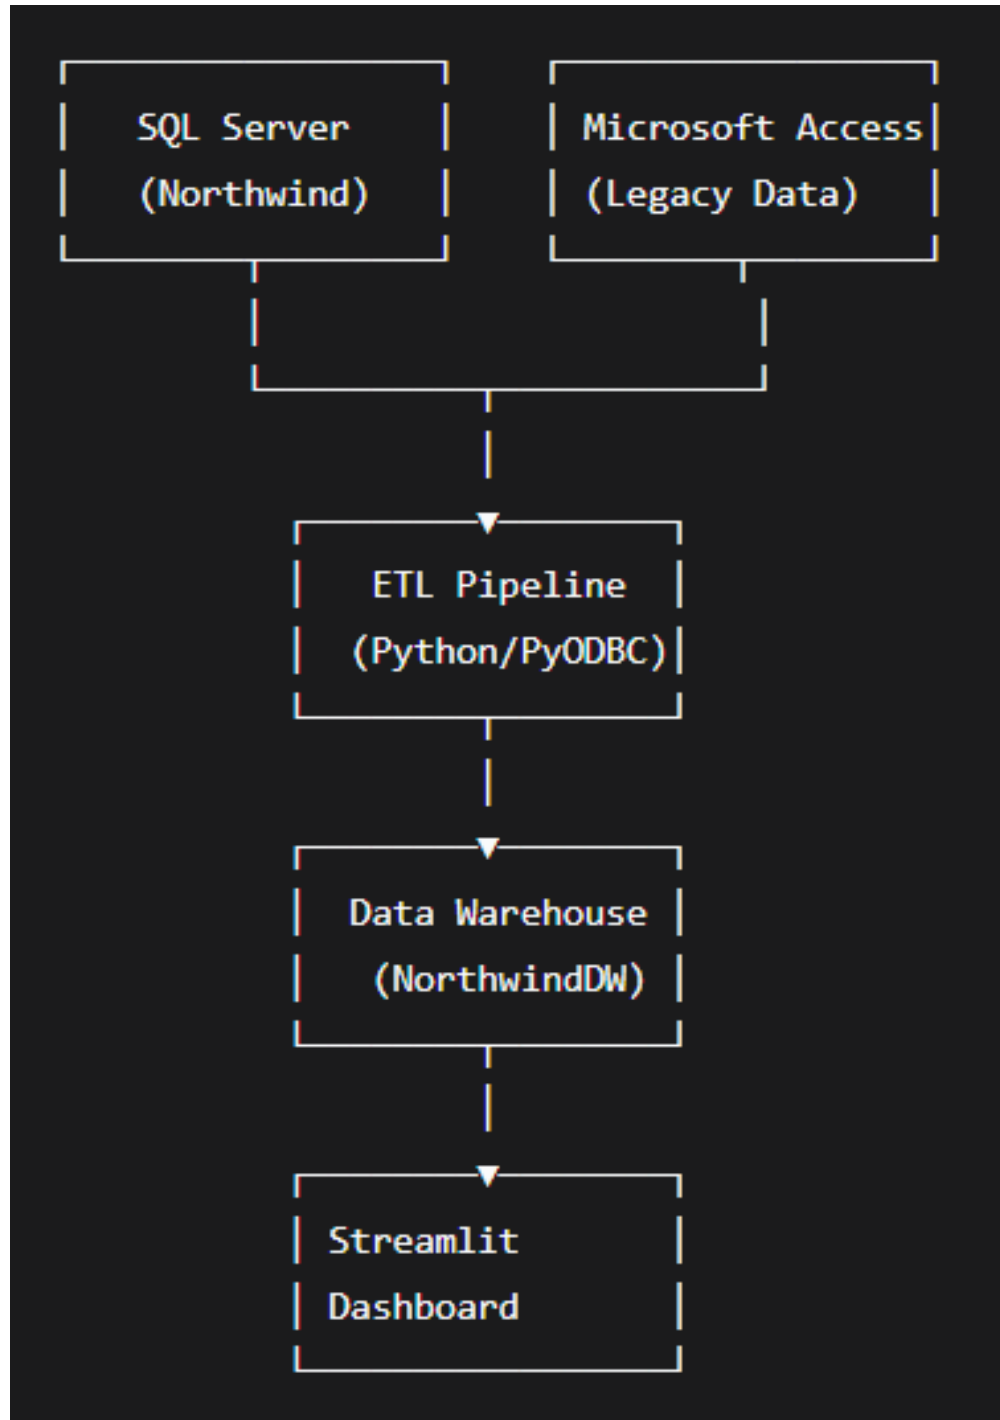 SQL Server
(Northwind)
Microsoft Access
(Legacy Data)
ETL Pipeline
(Python/PyODBC)
Data Warehouse
(NorthwindDW)
Streamlit
Dashboard